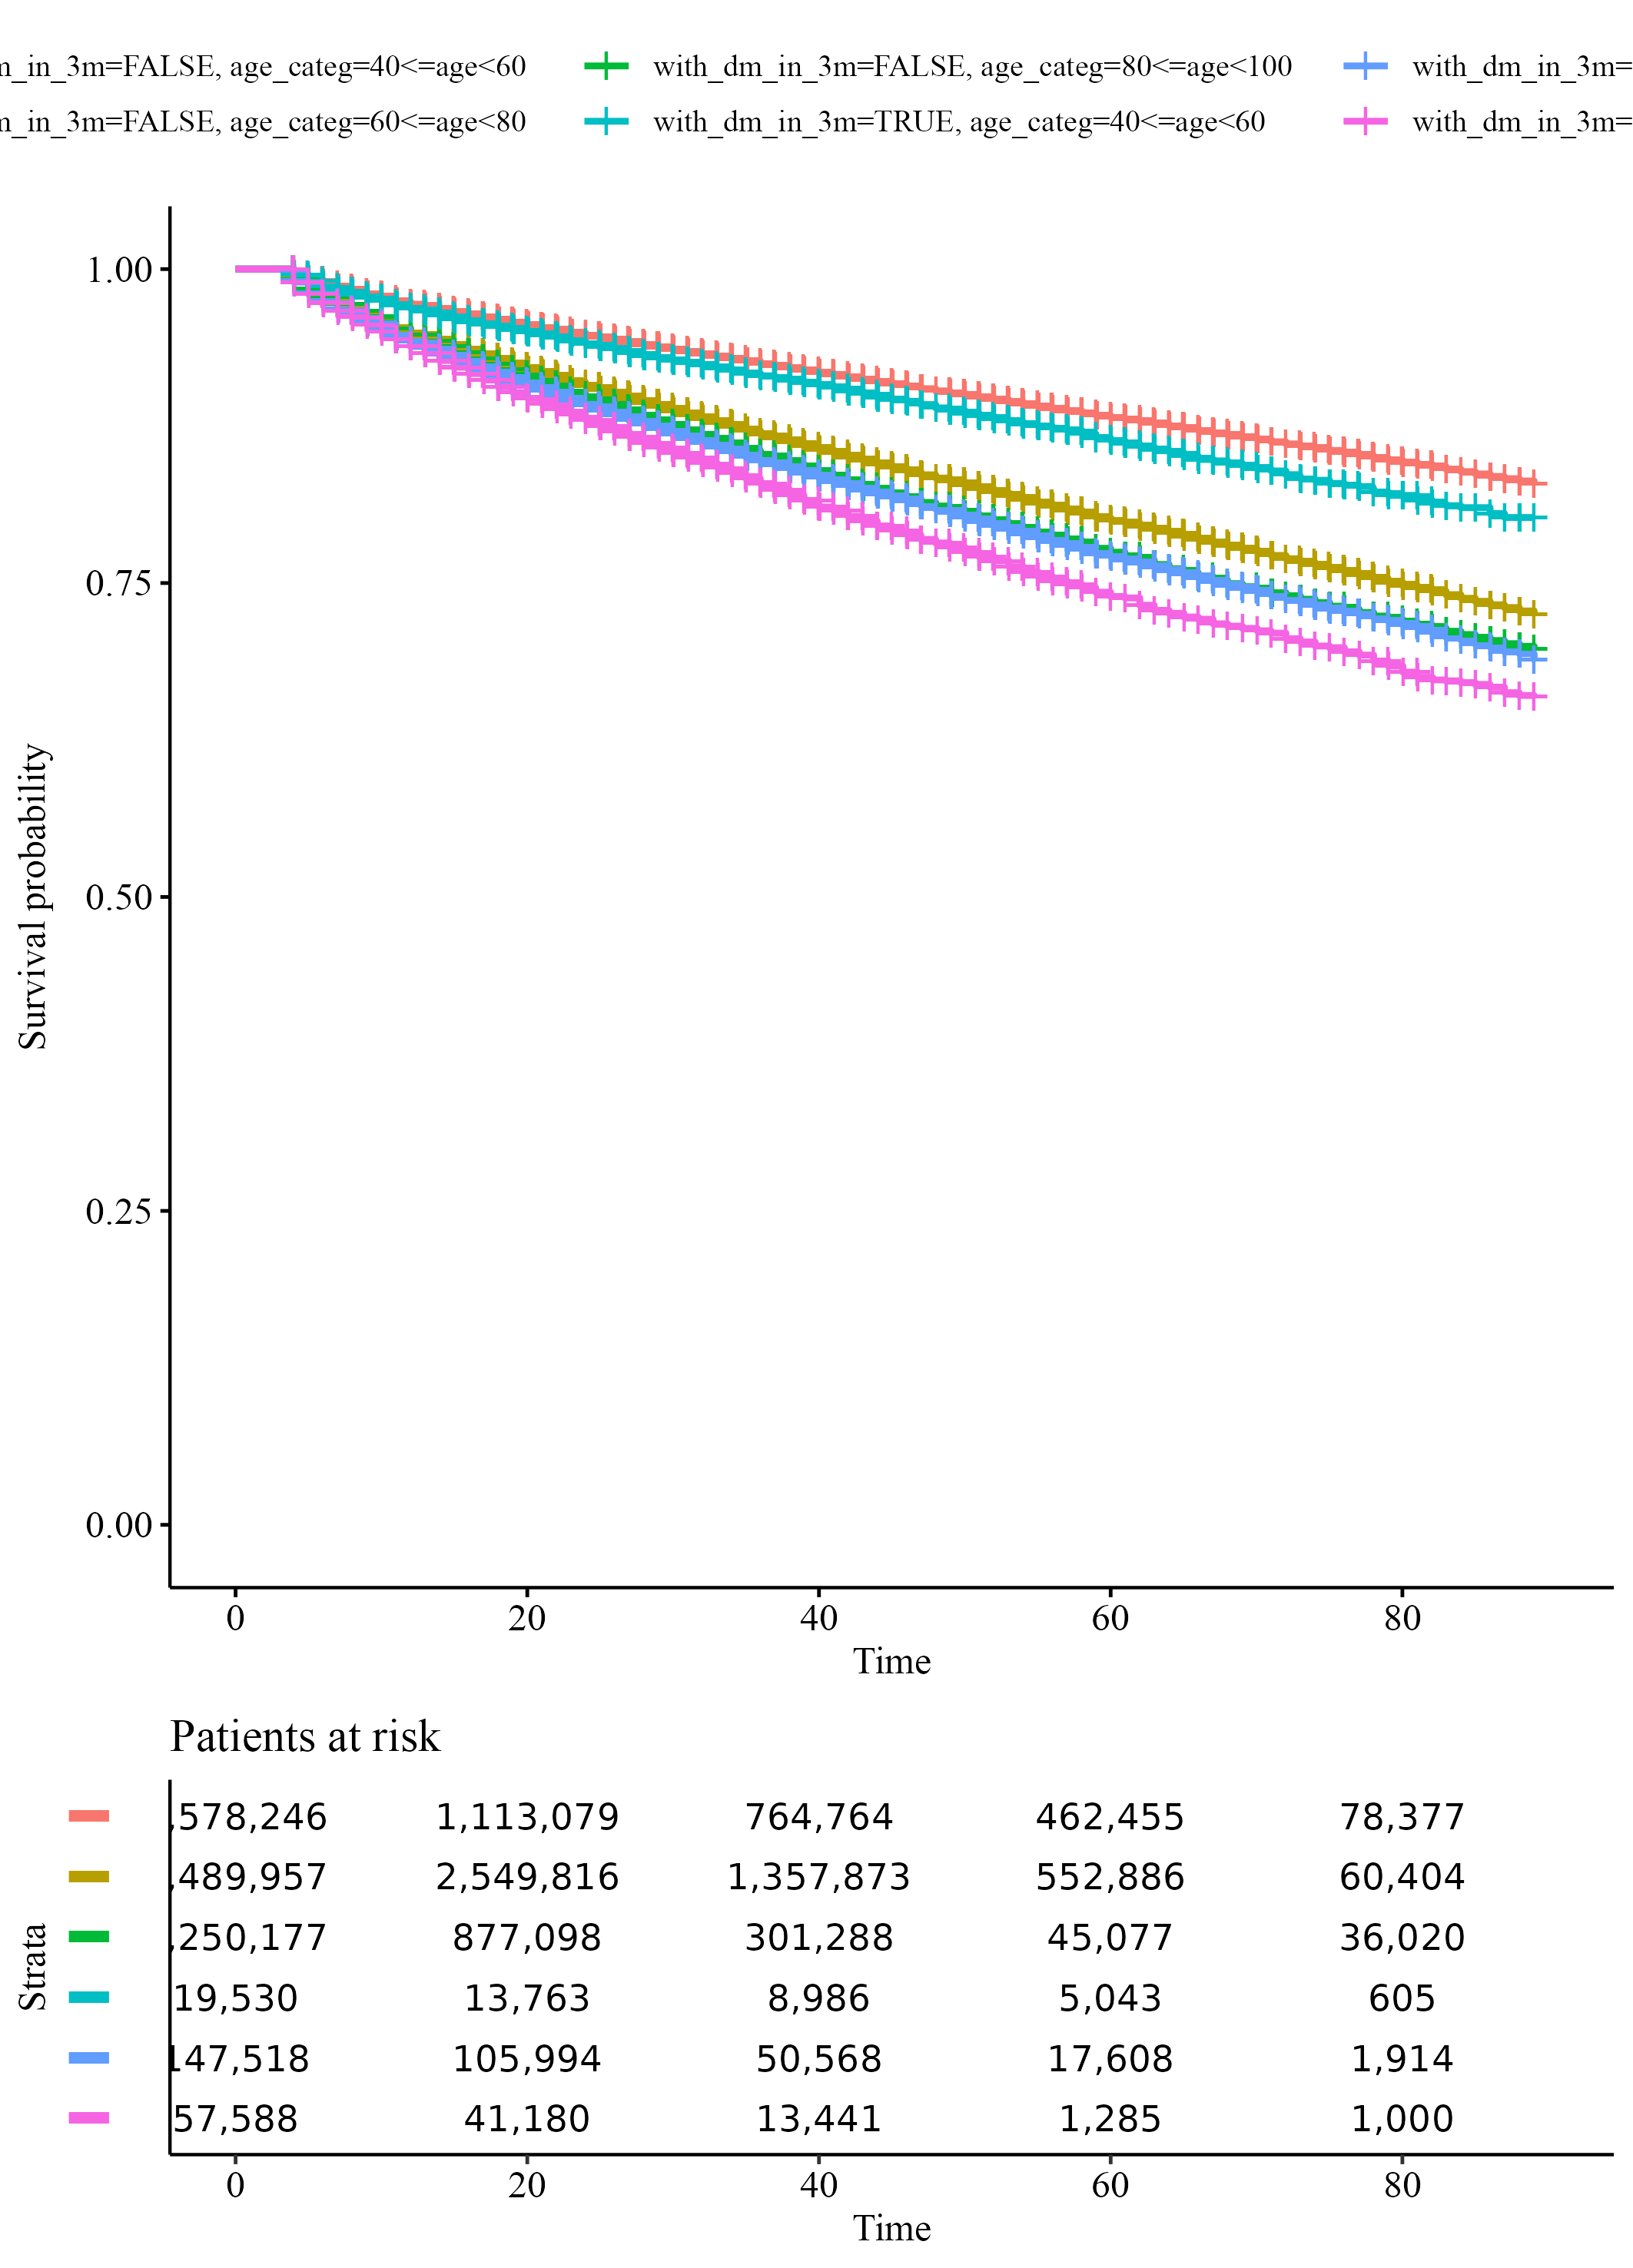 m_in_3m=FALSE, age_categ=40<=age<60 with_dm_in_3m=FALSE, age_categ=80<=age<100 with_dm_in_3m=
m_in_3m=FALSE, age_categ=60<=age<80 with_dm_in_3m=TRUE, age_categ=40<=age<60 with_dm_in_3m=
Survival probability
1.00
0.75
0.50
0.25
0.00
0 20 40 60 80
Time
Patients at risk
Strata
,578,246 1,113,079 764,764 462,455 78,377
,489,957 2,549,816 1,357,873 552,886 60,404
,250,177 877,098 301,288 45,077 36,020
19,530 13,763 8,986 5,043 605
147,518 105,994 50,568 17,608 1,914
57,588 41,180 13,441 1,285 1,000
0 20 40 60 80
Time